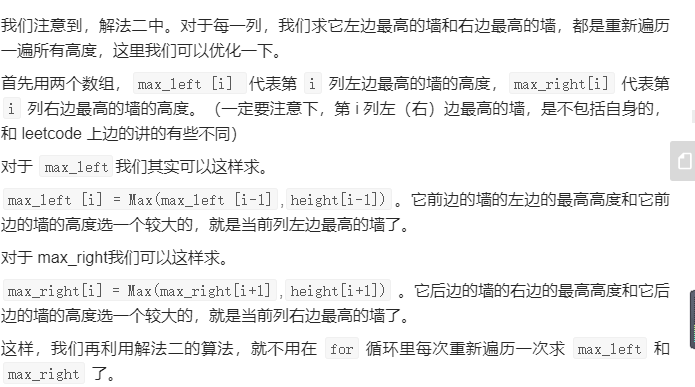 我们注意到，解法二中。对于每一列，我们求它左边最高的墙和右边最高的墙，都是重新遍历
一遍所有高度，这里我们可以优化一下。
首先用两个数组，max_left [i] 代表第 i 列左边最高的墙的高度，max_right[i] 代表第
i 列右边最高的墙的高度。（一定要注意下，第 i 列左（右）边最高的墙，是不包括自身的，
和 leetcode 上边的讲的有些不同）
对于 max_left 我们其实可以这样求。
max_left [i] = Max(max_left [i-1],height[i-1])。它前边的墙的左边的最高高度和它前
边的墙的高度选一个较大的，就是当前列左边最高的墙了。
对于 max_right我们可以这样求。
max_right[i] = Max(max_right[i+1],height[i+1]) 。它后边的墙的右边的最高高度和它后
边的墙的高度选一个较大的，就是当前列右边最高的墙了。
这样，我们再利用解法二的算法，就不用在 for 循环里每次重新遍历一次求 max_left 和
max_right 了。